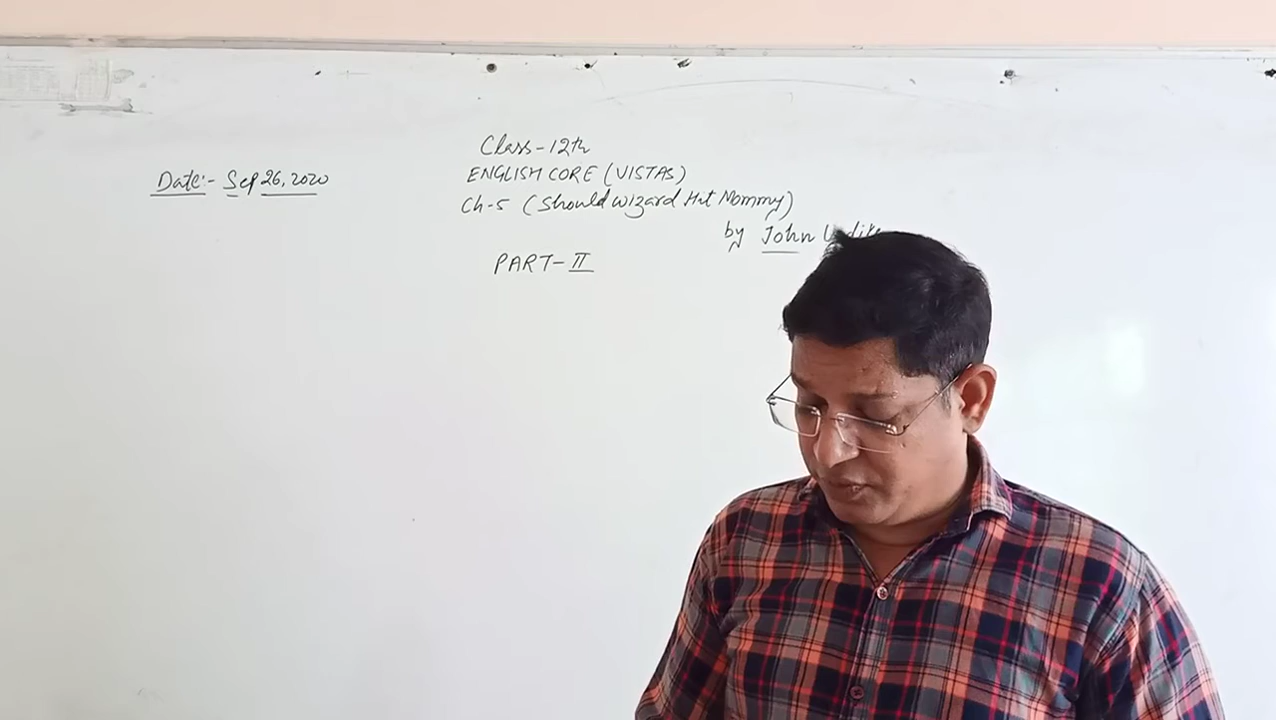 Class-12th
Date:- Sep 26, 2020
ENGLISH CORE (VISTAS)
Ch-5 (Should wizard Hit Mommy)
by John
PART-II